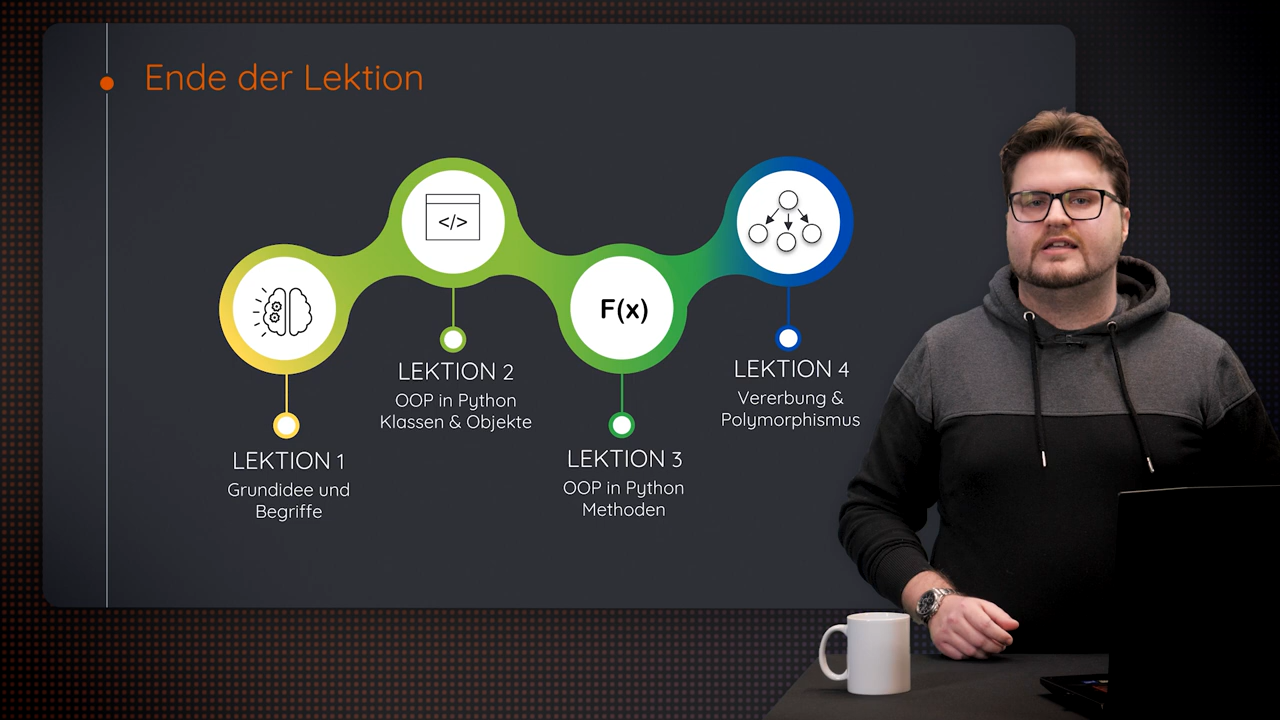 Ende der Lektion
</>
F(x)
LEKTION 1
Grundidee und
Begriffe
LEKTION 2
OOP in Python
Klassen & Objekte
LEKTION 3
OOP in Python
Methoden
LEKTION 4
Vererbung &
Polymorphismus